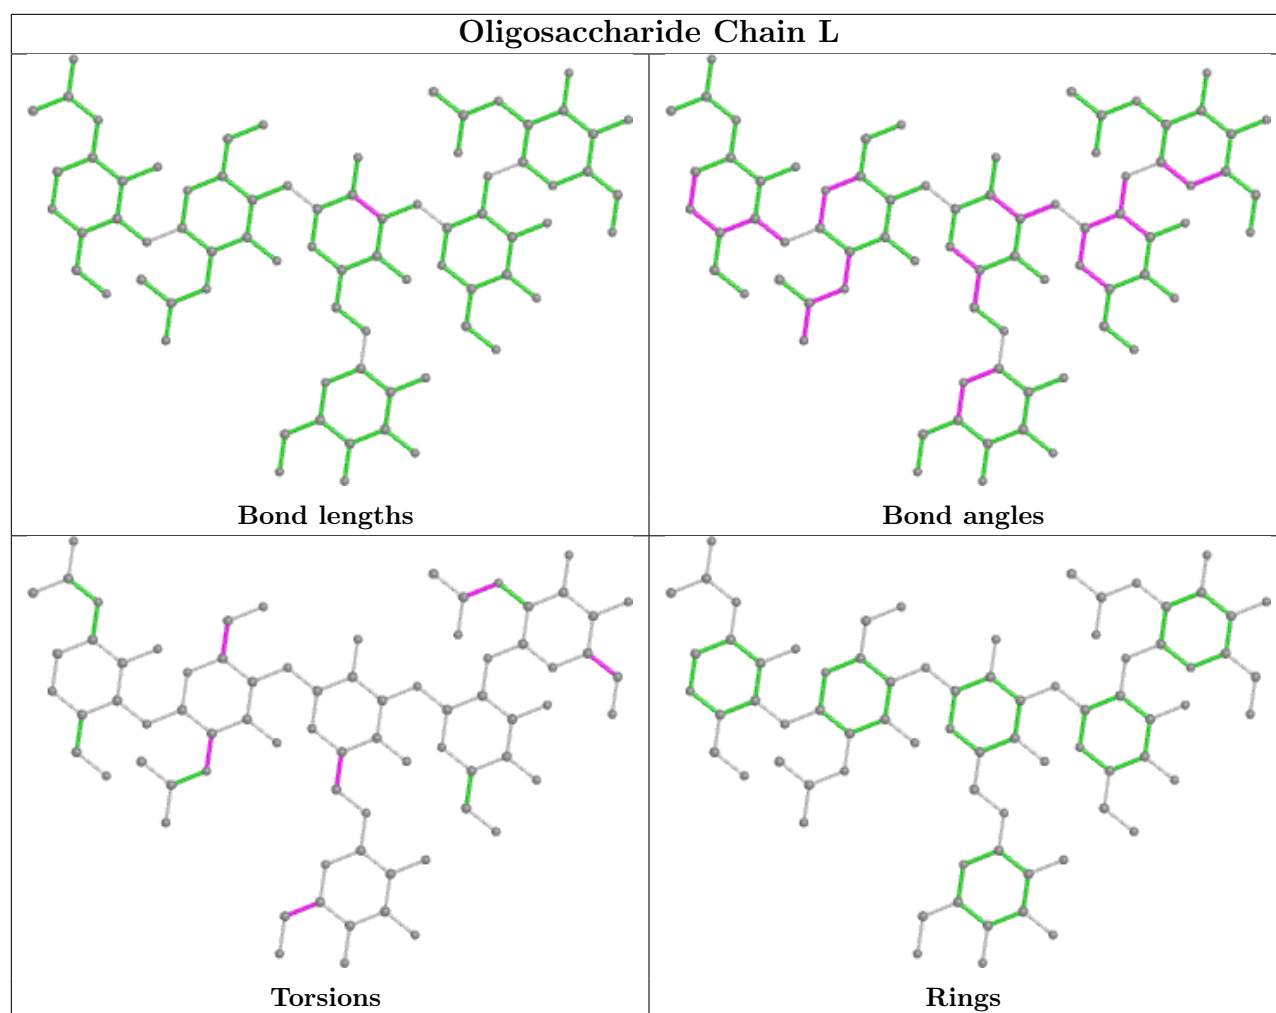 Oligosaccharide Chain L
Bond lengths
Bond angles
Torsions
Rings